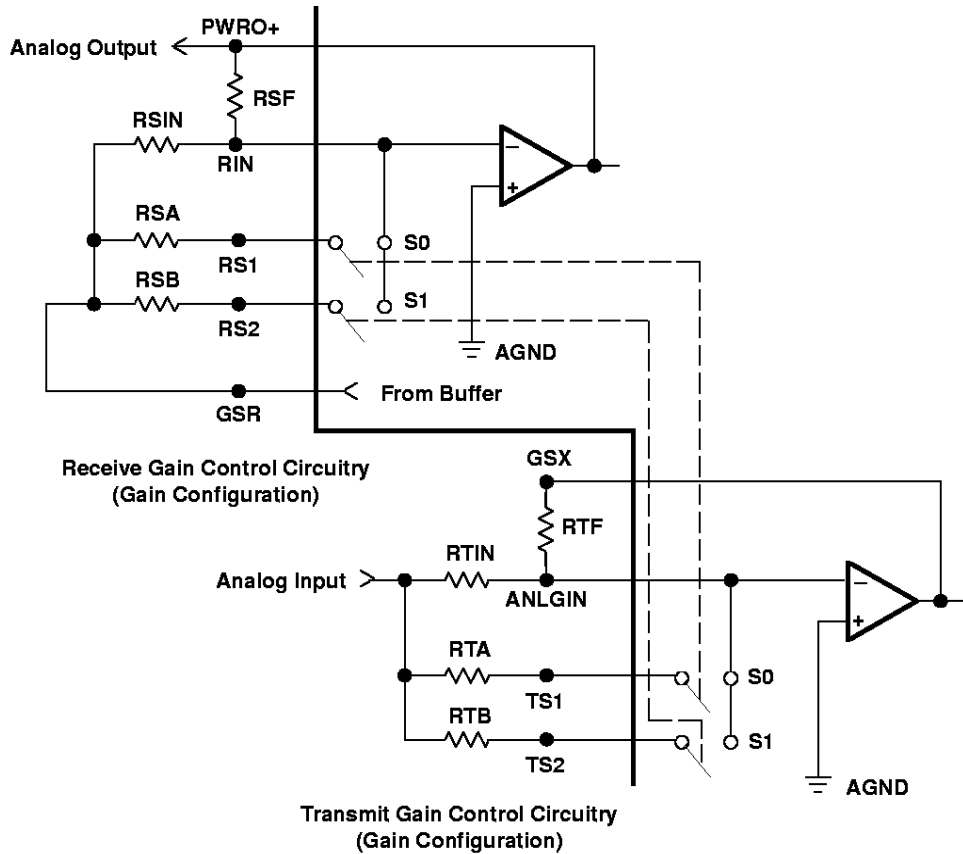 PWRO+
Analog Output
RSF
RSIN
RIN
−
+
RSA
RS1
S0
RSB
RS2
S1
AGND
From Buffer
GSR
Receive Gain Control Circuitry
(Gain Configuration)
GSX
RTF
RTIN
Analog Input
ANLGIN
−
+
RTA
TS1
S0
RTB
TS2
S1
AGND
Transmit Gain Control Circuitry
(Gain Configuration)